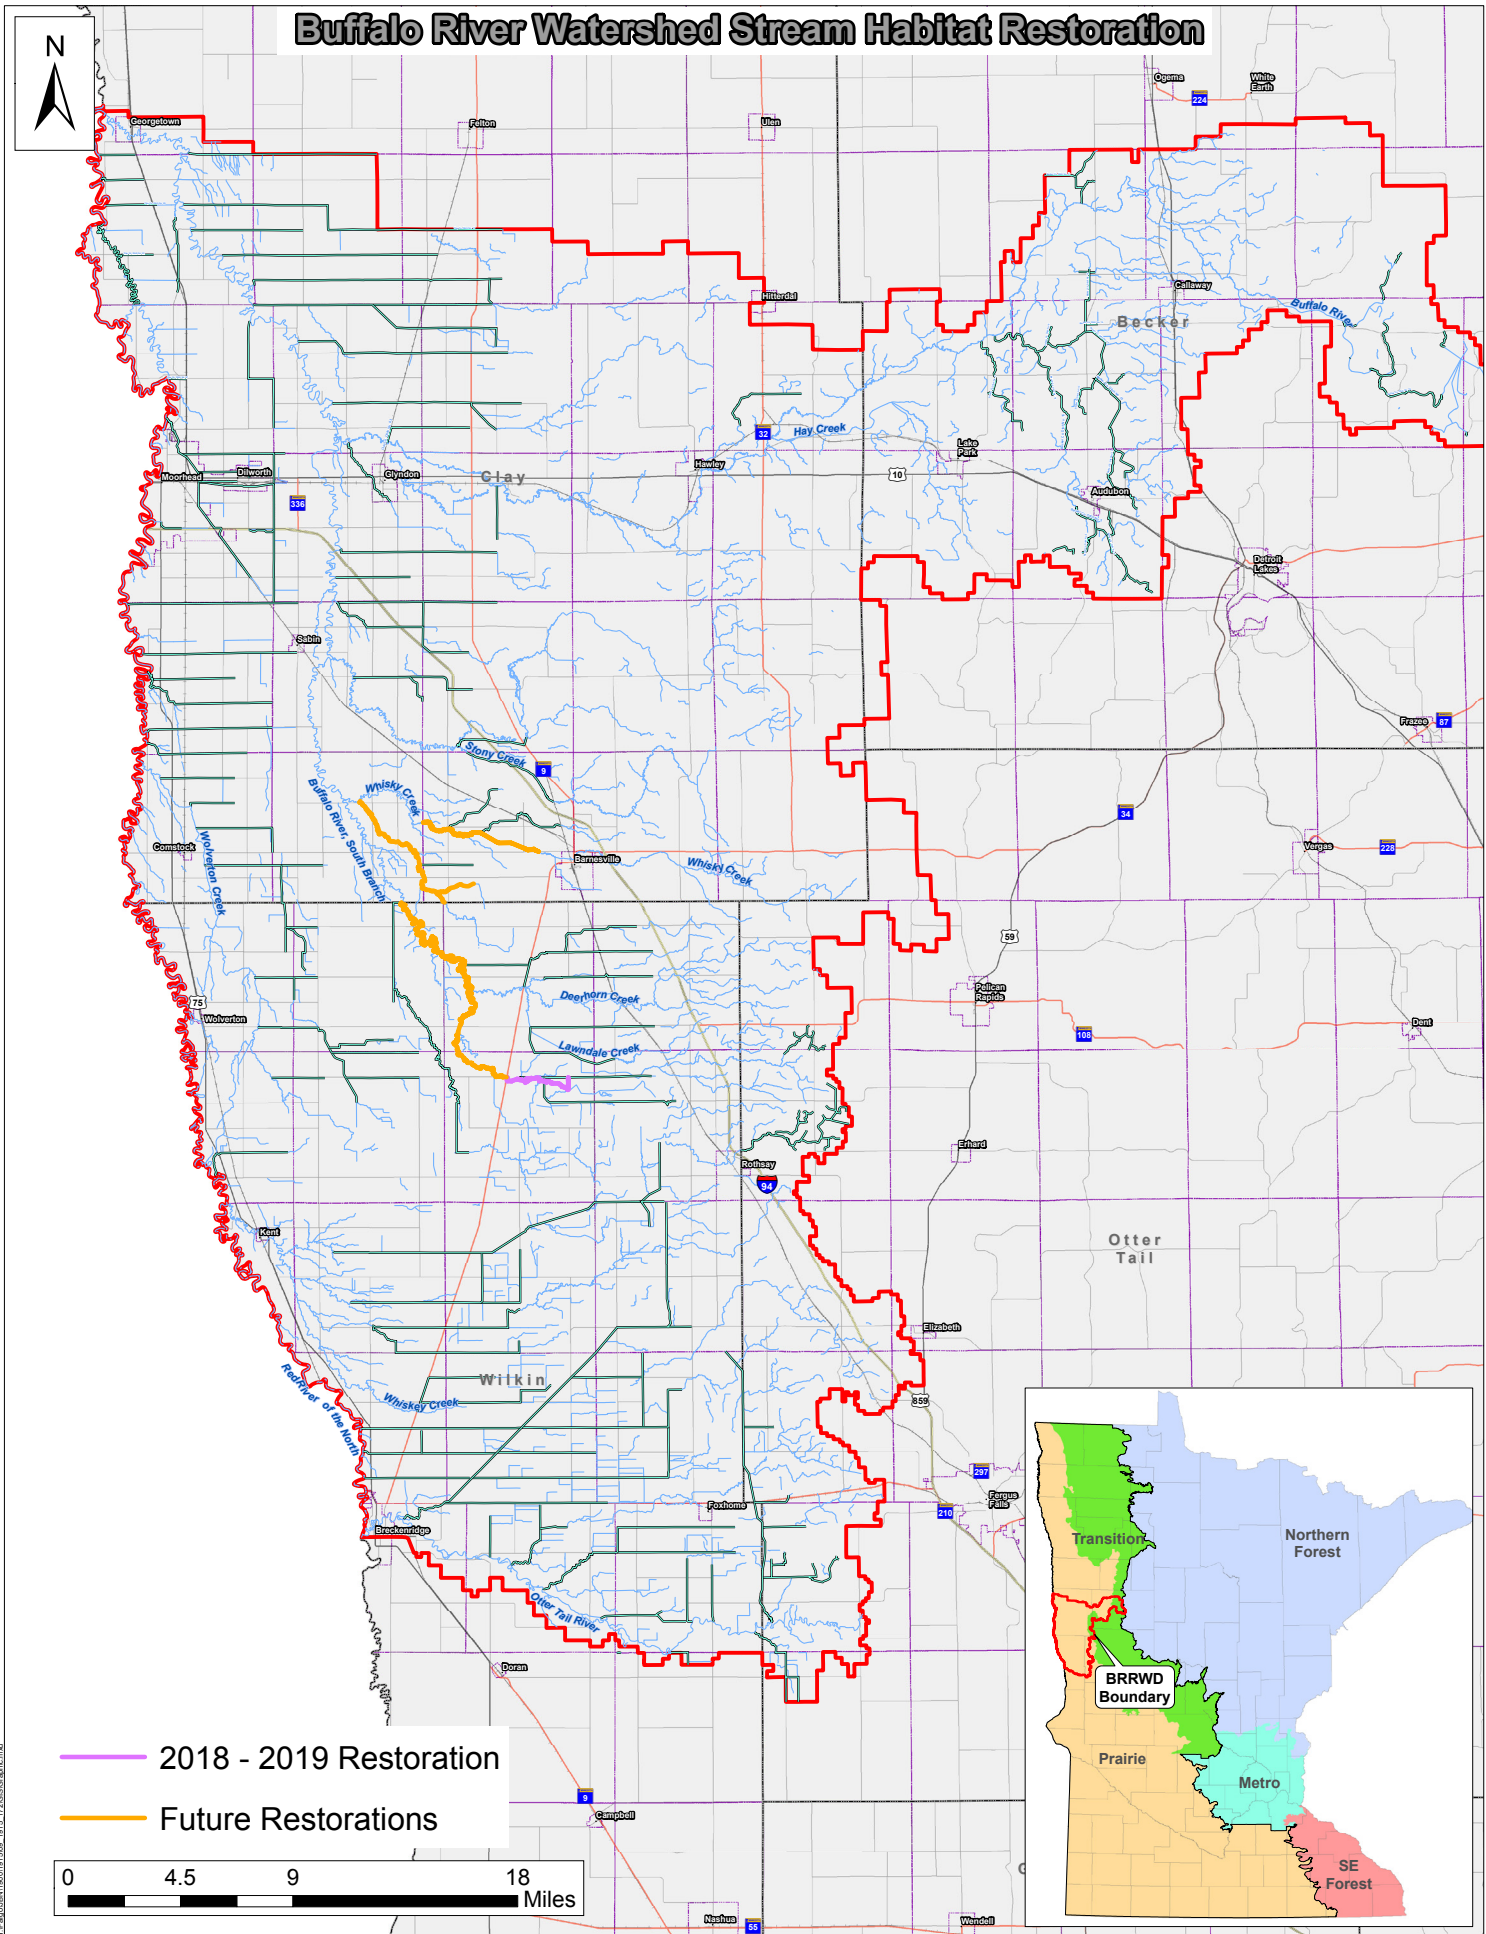 Buffalo River Watershed Stream Habitat Restoration
N
Ogema
White
Earth
224
Georgetown
Felton
Ulen
Hitterdal
Callaway
Buffalo River
Becker
32
Hay Creek
Lake
Park
Hawley
10
Moorhead
Dilworth
Glyndon
Clay
336
Audubon
Detroit
Lakes
Sabin
Frazee
87
Stony Creek
9
Whisky Creek
Buffalo River, South Branch
34
Comstock
Wolverton Creek
Barnesville
Whisky Creek
Vergas
228
59
Pelican
Rapids
75
Wolverton
Deerhorn Creek
Dent
108
Lawndale Creek
Erhard
Rothsay
94
Kent
Otter
Tail
Elizabeth
Red River of the North
Wilkin
Whiskey Creek
859
297
Fergus
Falls
210
Foxhome
Breckenridge
Otter Tail River
Doran
Transition
Northern
Forest
BRRWD
Boundary
Prairie
Metro
SE
Forest
2018 - 2019 Restoration
Future Restorations
9
Campbell
0 4.5 9 18
Miles
Nashua
55
Wendell